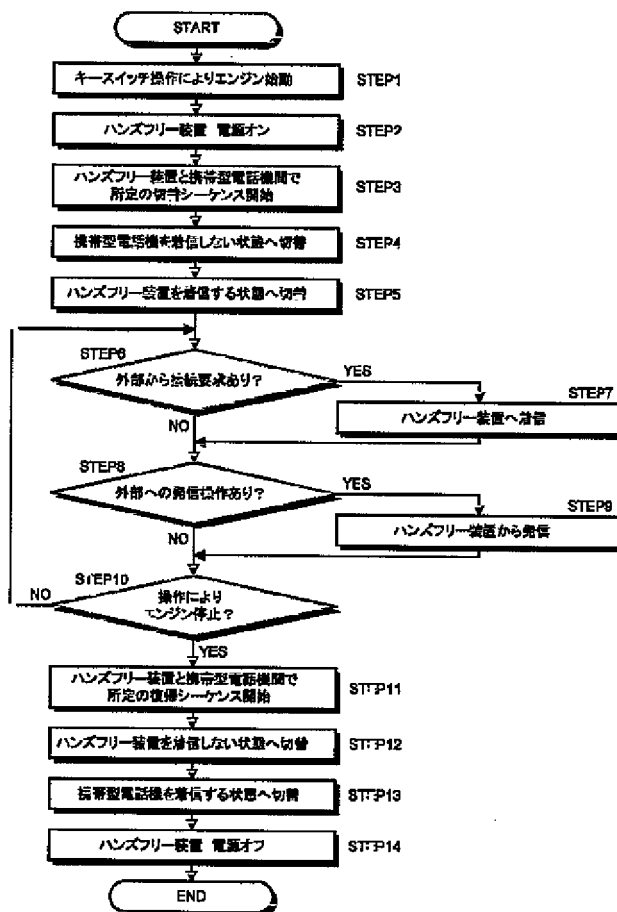 START
キースイッチ操作によりエンジン始動
STEP1
ハンズフリー装置 電源オン
STEP2
ハンズフリー装置と携帯型電話機間で
所定の切替シーケンス開始
STEP3
携帯型電話機を着信しない状態へ切替
STEP4
ハンズフリー装置を着信する状態へ切替
STEP5
STEP6
外部から接続要求あり?
YES
NO
STEP7
ハンズフリー装置へ着信
STEP8
外部への発信操作あり?
YES
NO
STEP9
ハンズフリー装置から発信
STEP10
操作により
エンジン停止?
NO
YES
ハンズフリー装置と携帯型電話機間で
所定の復帰シーケンス開始
STEP11
ハンズフリー装置を着信しない状態へ切替
STEP12
携帯型電話機を着信する状態へ切替
STEP13
ハンズフリー装置 電源オフ
STEP14
END